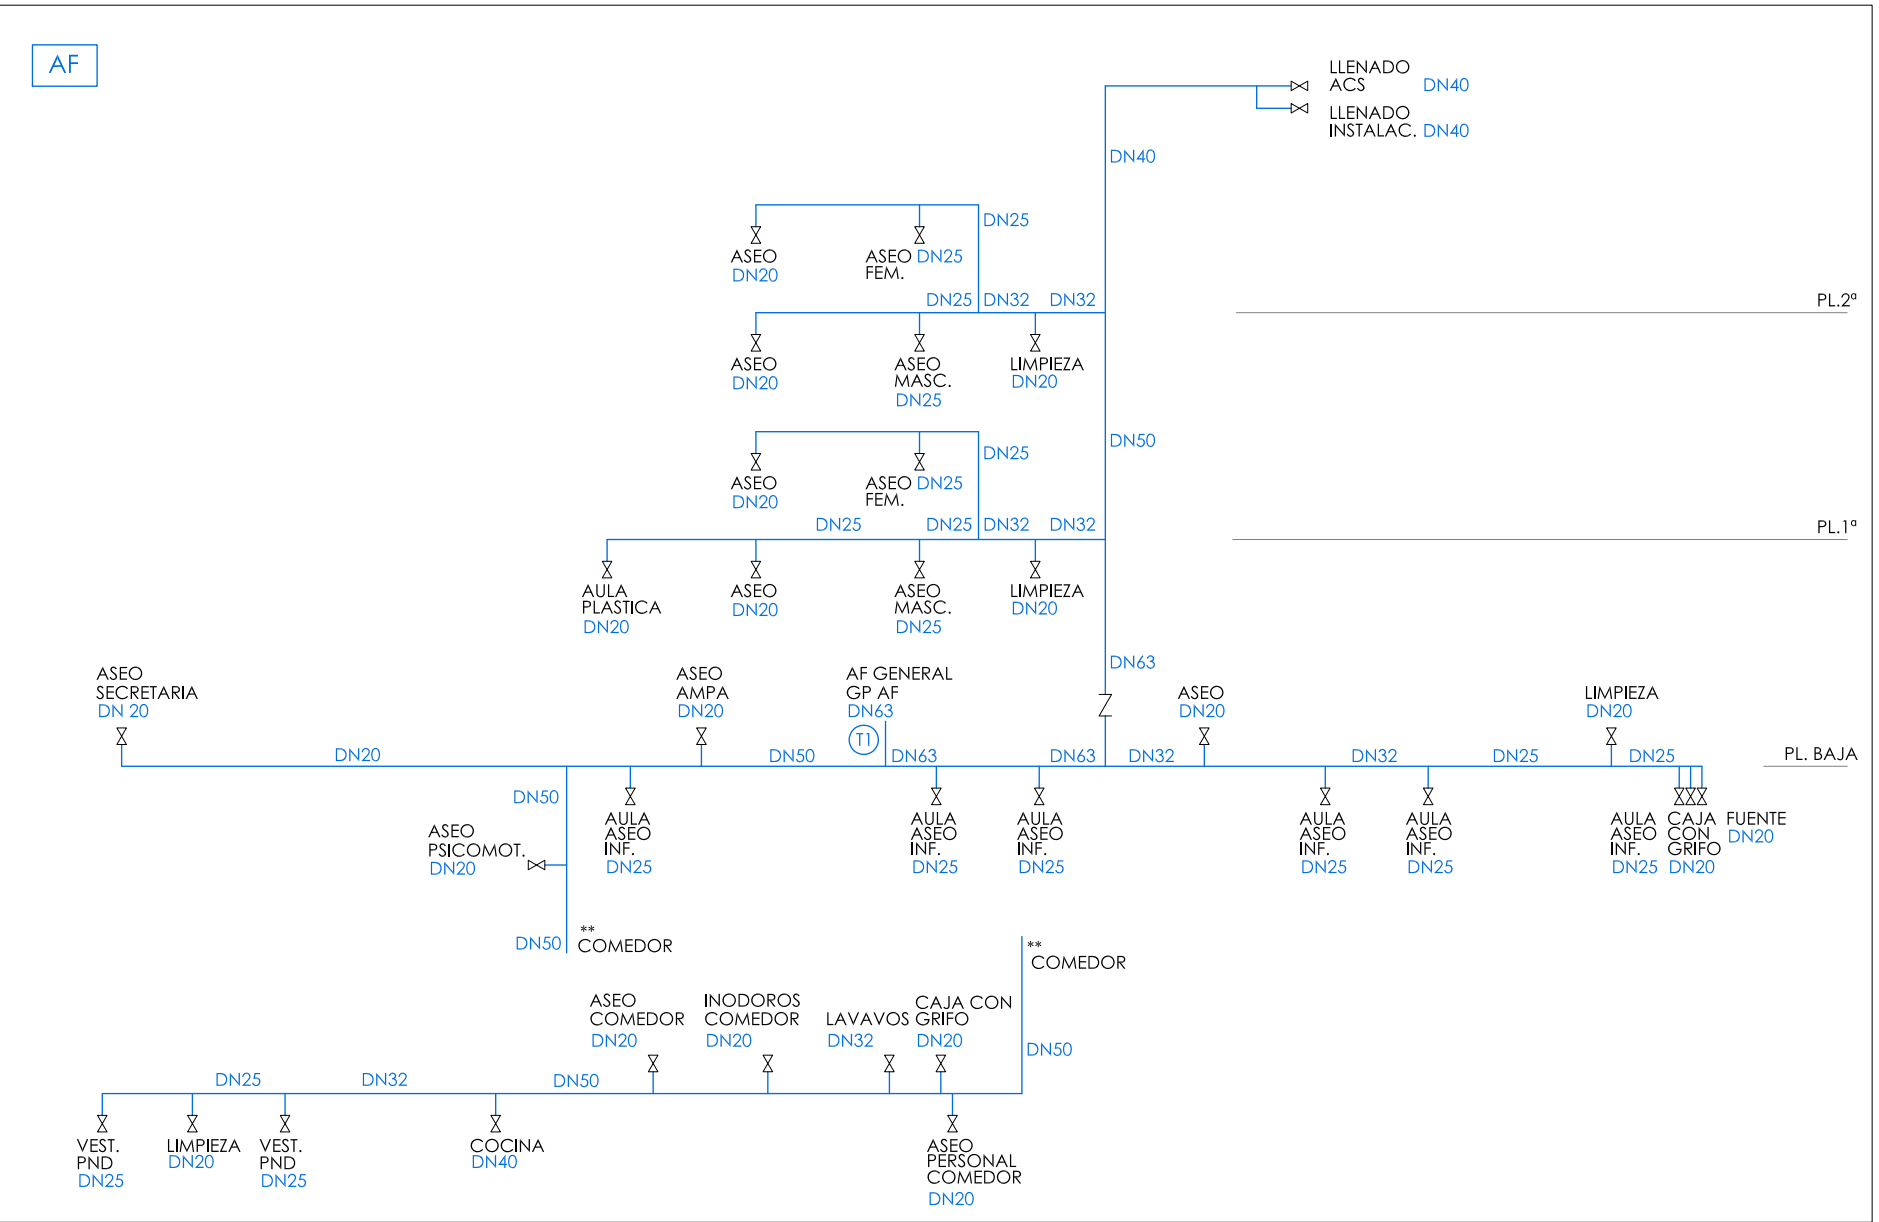 AF
LLENADO
ACS DN40
LLENADO
INSTALAC. DN40
DN40
DN25
ASEO
DN20
ASEO DN25
FEM.
DN25 DN32 DN32
PL.2ª
ASEO
DN20
ASEO
MASC.
DN25
LIMPIEZA
DN20
DN50
DN25
ASEO
DN20
ASEO DN25
FEM.
DN25 DN25 DN32 DN32
PL.1ª
AULA
PLASTICA
DN20
ASEO
DN20
ASEO
MASC.
DN25
LIMPIEZA
DN20
DN63
ASEO
SECRETARIA
DN 20
ASEO
AMPA
DN20
AF GENERAL
GP AF
DN63
T1
ASEO
DN20
LIMPIEZA
DN20
DN20 DN50 DN63 DN63 DN32 DN32 DN25 DN25
PL. BAJA
DN50
ASEO
PSICOMOT.
DN20
AULA
ASEO
INF.
DN25
AULA
ASEO
INF.
DN25
AULA
ASEO
INF.
DN25
AULA
ASEO
INF.
DN25
AULA
ASEO
INF.
DN25
AULA
ASEO
INF.
DN25
CAJA
CON
GRIFO
DN20
FUENTE
DN20
DN50
**
COMEDOR
**
COMEDOR
ASEO
COMEDOR
DN20
INODOROS
COMEDOR
DN20
LAVAVOS
DN32
CAJA CON
GRIFO
DN20
DN50
DN25 DN32 DN50
VEST.
PND
DN25
LIMPIEZA
DN20
VEST.
PND
DN25
COCINA
DN40
ASEO
PERSONAL
COMEDOR
DN20